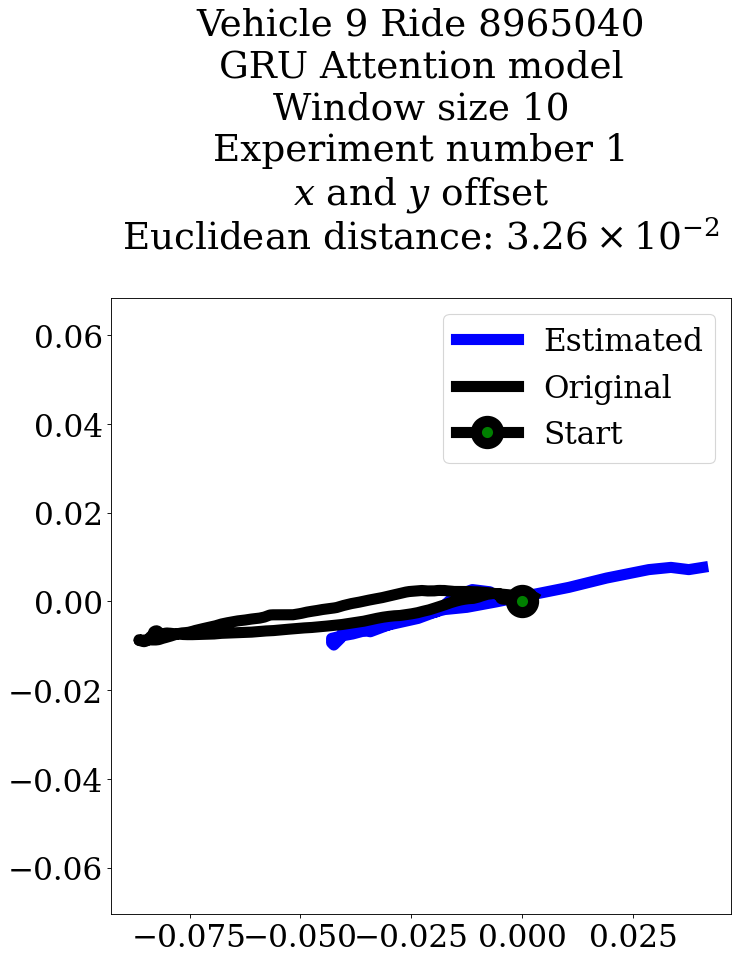 Vehicle 9 Ride 8965040
GRU Attention model
Window size 10
Experiment number 1
x and y offset
Euclidean distance: 3.26 × 10⁻²
Estimated
Original
Start
0.06
0.04
0.02
0.00
−0.02
−0.04
−0.06
−0.075 −0.050 −0.025 0.000 0.025